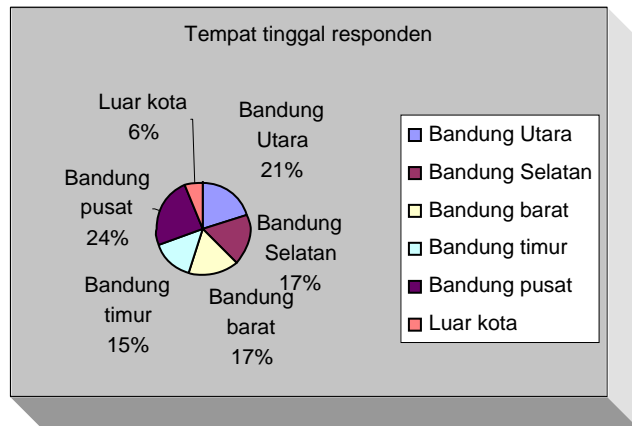 Tempat tinggal responden
Luar kota
6%
Bandung
Utara
21%
Bandung
pusat
24%
Bandung
Selatan
17%
Bandung
timur
15%
Bandung
barat
17%
Bandung Utara
Bandung Selatan
Bandung barat
Bandung timur
Bandung pusat
Luar kota